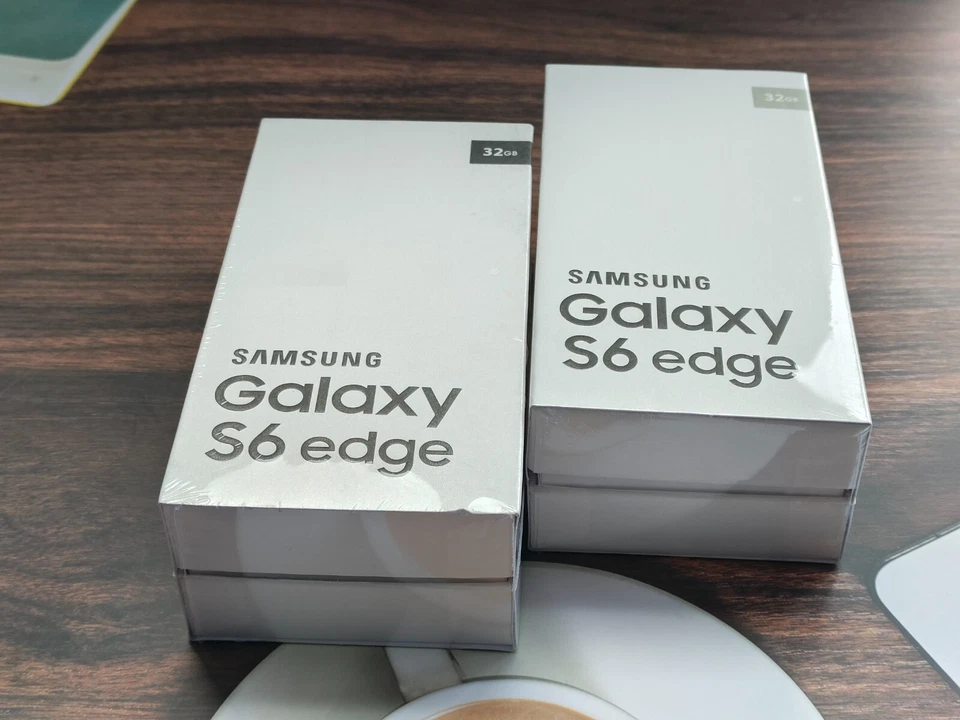 32GB
SAMSUNG
Galaxy
S6 edge
32GB
SAMSUNG
Galaxy
S6 edge